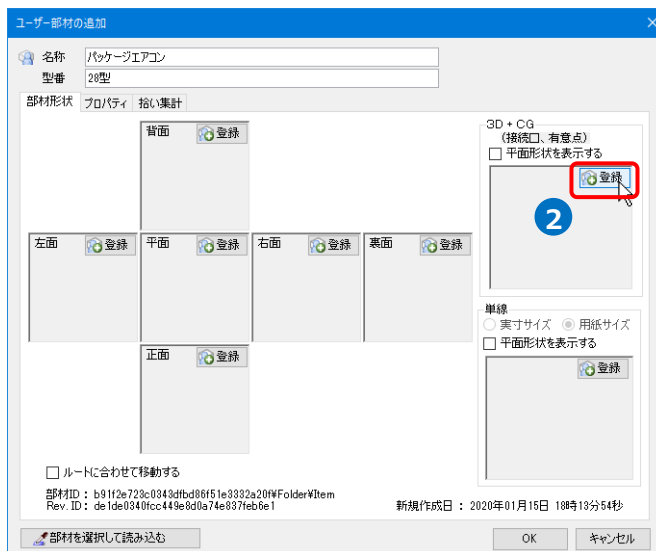 ユーザー部材の追加
名称 パッケージエアコン
型番 28型
部材形状 プロパティ 拾い集計
背面 登録
3D + CG
(接続口、有意点)
平面形状を表示する
登録
2
左面 登録 平面 登録 右面 登録 裏面 登録
単線
実寸サイズ 用紙サイズ
平面形状を表示する
正面 登録
登録
ルートに合わせて移動する
部材ID : b91f2e723c0343dfbd86f51e3332a20f¥Folder¥Item
Rev. ID : de1de0340fcc449e8d0a74e837feb6e1
新規作成日 : 2020年01月15日 18時13分54秒
部材を選択して読み込む
OK キャンセル